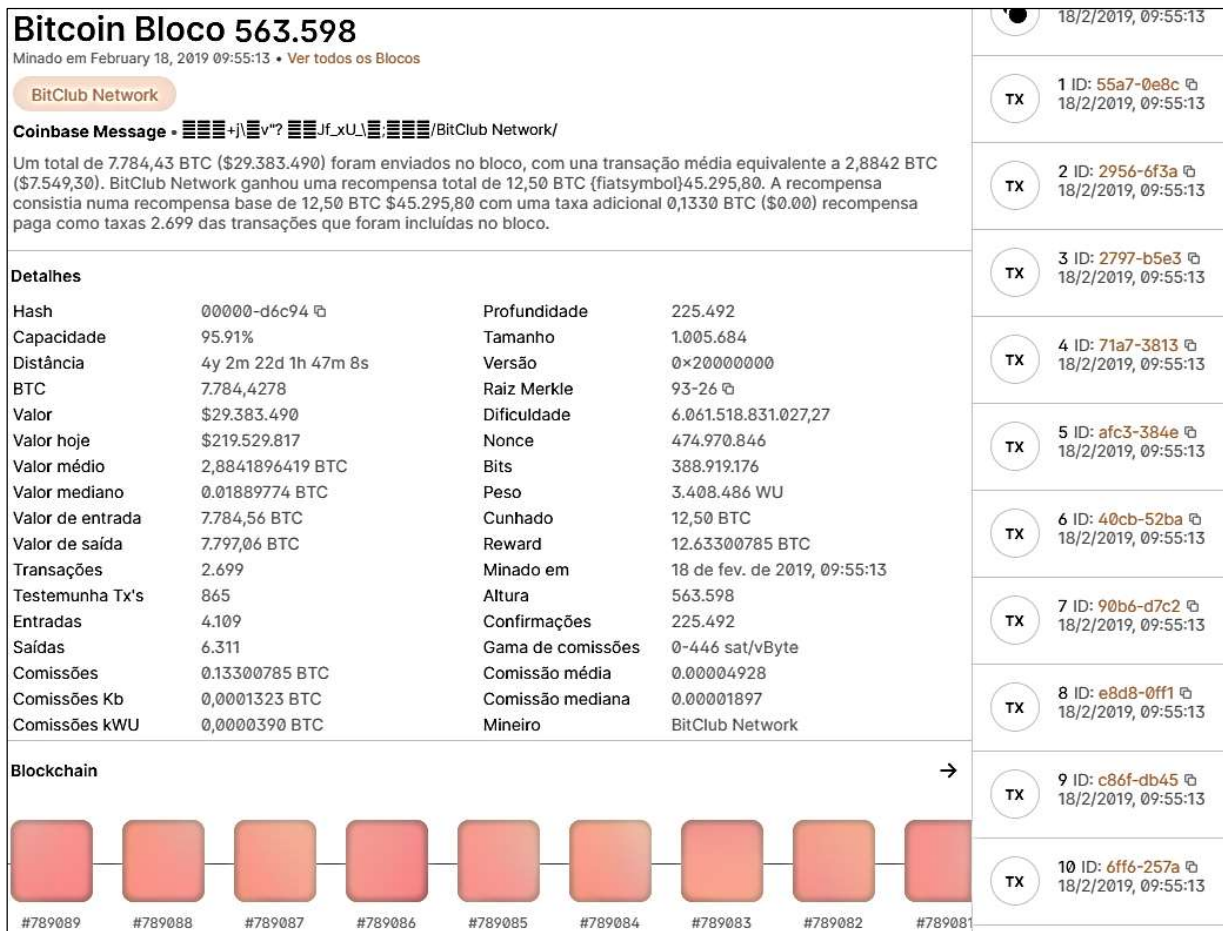 Bitcoin Bloco 563.598
Minado em February 18, 2019 09:55:13 • Ver todos os Blocos
BitClub Network
Coinbase Message • +j\v"? Jf_xU_\;/BitClub Network/
Um total de 7.784,43 BTC ($29.383.490) foram enviados no bloco, com una transação média equivalente a 2,8842 BTC
($7.549,30). BitClub Network ganhou uma recompensa total de 12,50 BTC {fiatsymbol}45.295,80. A recompensa
consistia numa recompensa base de 12,50 BTC $45.295,80 com uma taxa adicional 0,1330 BTC ($0.00) recompensa
paga como taxas 2.699 das transações que foram incluídas no bloco.
Detalhes
Hash 00000-d6c94
Capacidade 95.91%
Distância 4y 2m 22d 1h 47m 8s
BTC 7.784,4278
Valor $29.383.490
Valor hoje $219.529.817
Valor médio 2,8841896419 BTC
Valor mediano 0.01889774 BTC
Valor de entrada 7.784,56 BTC
Valor de saída 7.797,06 BTC
Transações 2.699
Testemunha Tx's 865
Entradas 4.109
Saídas 6.311
Comissões 0.13300785 BTC
Comissões Kb 0,0001323 BTC
Comissões kWU 0,0000390 BTC
Profundidade 225.492
Tamanho 1.005.684
Versão 0×20000000
Raiz Merkle 93-26
Dificuldade 6.061.518.831.027,27
Nonce 474.970.846
Bits 388.919.176
Peso 3.408.486 WU
Cunhado 12,50 BTC
Reward 12.63300785 BTC
Minado em 18 de fev. de 2019, 09:55:13
Altura 563.598
Confirmações 225.492
Gama de comissões 0-446 sat/vByte
Comissão média 0.00004928
Comissão mediana 0.00001897
Mineiro BitClub Network
Blockchain →
#789089 #789088 #789087 #789086 #789085 #789084 #789083 #789082 #789081
18/2/2019, 09:55:13
TX
1 ID: 55a7-0e8c
18/2/2019, 09:55:13
TX
2 ID: 2956-6f3a
18/2/2019, 09:55:13
TX
3 ID: 2797-b5e3
18/2/2019, 09:55:13
TX
4 ID: 71a7-3813
18/2/2019, 09:55:13
TX
5 ID: afc3-384e
18/2/2019, 09:55:13
TX
6 ID: 40cb-52ba
18/2/2019, 09:55:13
TX
7 ID: 90b6-d7c2
18/2/2019, 09:55:13
TX
8 ID: e8d8-0ff1
18/2/2019, 09:55:13
TX
9 ID: c86f-db45
18/2/2019, 09:55:13
TX
10 ID: 6ff6-257a
18/2/2019, 09:55:13